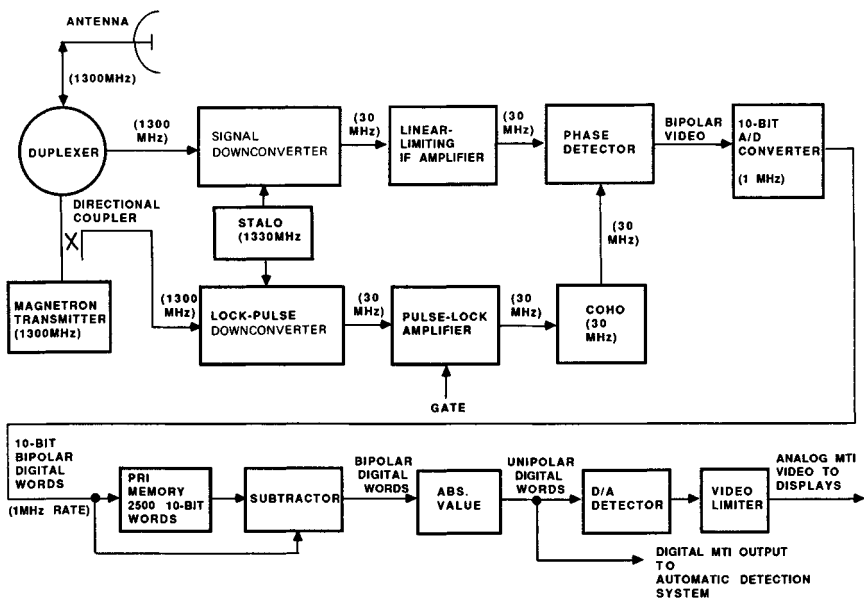 ANTENNA
(1300MHz)
DUPLEXER
(1300
MHz)
SIGNAL
DOWNCONVERTER
(30
MHz)
LINEAR-
LIMITING
IF AMPLIFIER
(30
MHz)
PHASE
DETECTOR
BIPOLAR
VIDEO
10-BIT
A/D
CONVERTER
(1 MHz)
DIRECTIONAL
COUPLER
STALO
(1330MHz
(30
MHz)
MAGNETRON
TRANSMITTER
(1300MHz)
(1300
MHz)
LOCK-PULSE
DOWNCONVERTER
(30
MHz)
PULSE-LOCK
AMPLIFIER
(30
MHz)
COHO
(30
MHz)
GATE
10-BIT
BIPOLAR
DIGITAL
WORDS
(1MHz RATE)
PRI
MEMORY
2500 10-BIT
WORDS
SUBTRACTOR
BIPOLAR
DIGITAL
WORDS
ABS.
VALUE
UNIPOLAR
DIGITAL
WORDS
D/A
DETECTOR
VIDEO
LIMITER
ANALOG MTI
VIDEO TO
DISPLAYS
DIGITAL MTI OUTPUT
TO
AUTOMATIC DETECTION
SYSTEM